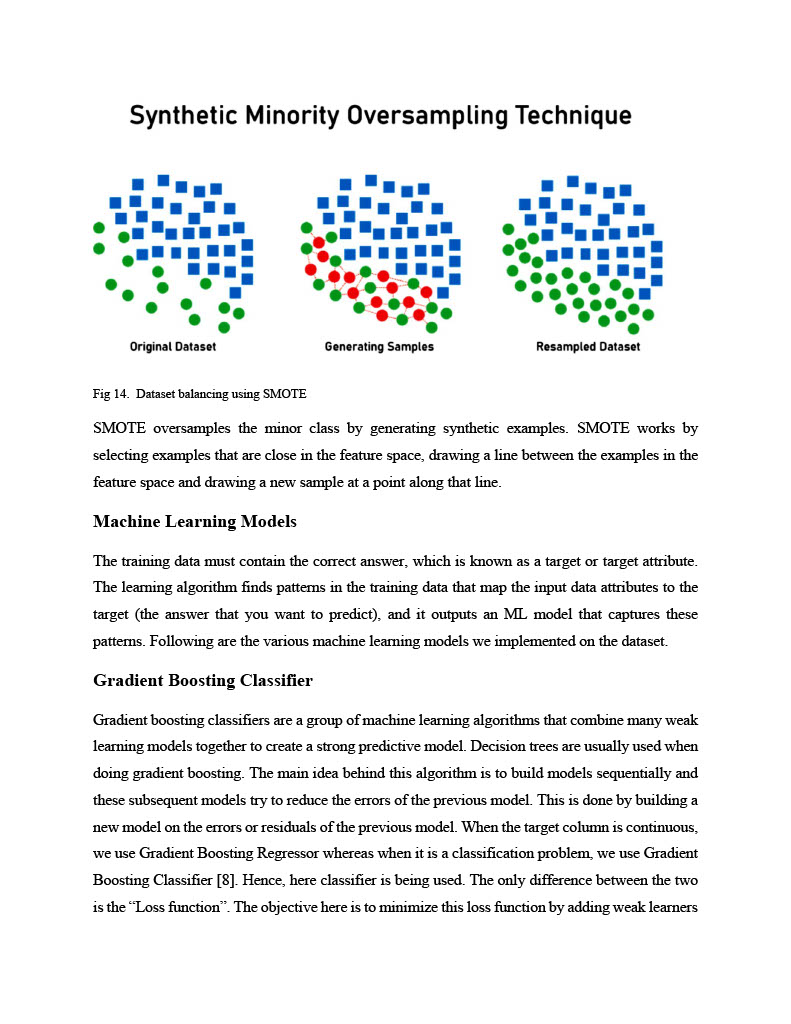 Synthetic Minority Oversampling Technique
Original Dataset
Generating Samples
Resampled Dataset
Fig 14.  Dataset balancing using SMOTE
SMOTE oversamples the minor class by generating synthetic examples. SMOTE works by
selecting examples that are close in the feature space, drawing a line between the examples in the
feature space and drawing a new sample at a point along that line.
Machine Learning Models
The training data must contain the correct answer, which is known as a target or target attribute.
The learning algorithm finds patterns in the training data that map the input data attributes to the
target (the answer that you want to predict), and it outputs an ML model that captures these
patterns. Following are the various machine learning models we implemented on the dataset.
Gradient Boosting Classifier
Gradient boosting classifiers are a group of machine learning algorithms that combine many weak
learning models together to create a strong predictive model. Decision trees are usually used when
doing gradient boosting. The main idea behind this algorithm is to build models sequentially and
these subsequent models try to reduce the errors of the previous model. This is done by building a
new model on the errors or residuals of the previous model. When the target column is continuous,
we use Gradient Boosting Regressor whereas when it is a classification problem, we use Gradient
Boosting Classifier [8]. Hence, here classifier is being used. The only difference between the two
is the “Loss function”. The objective here is to minimize this loss function by adding weak learners